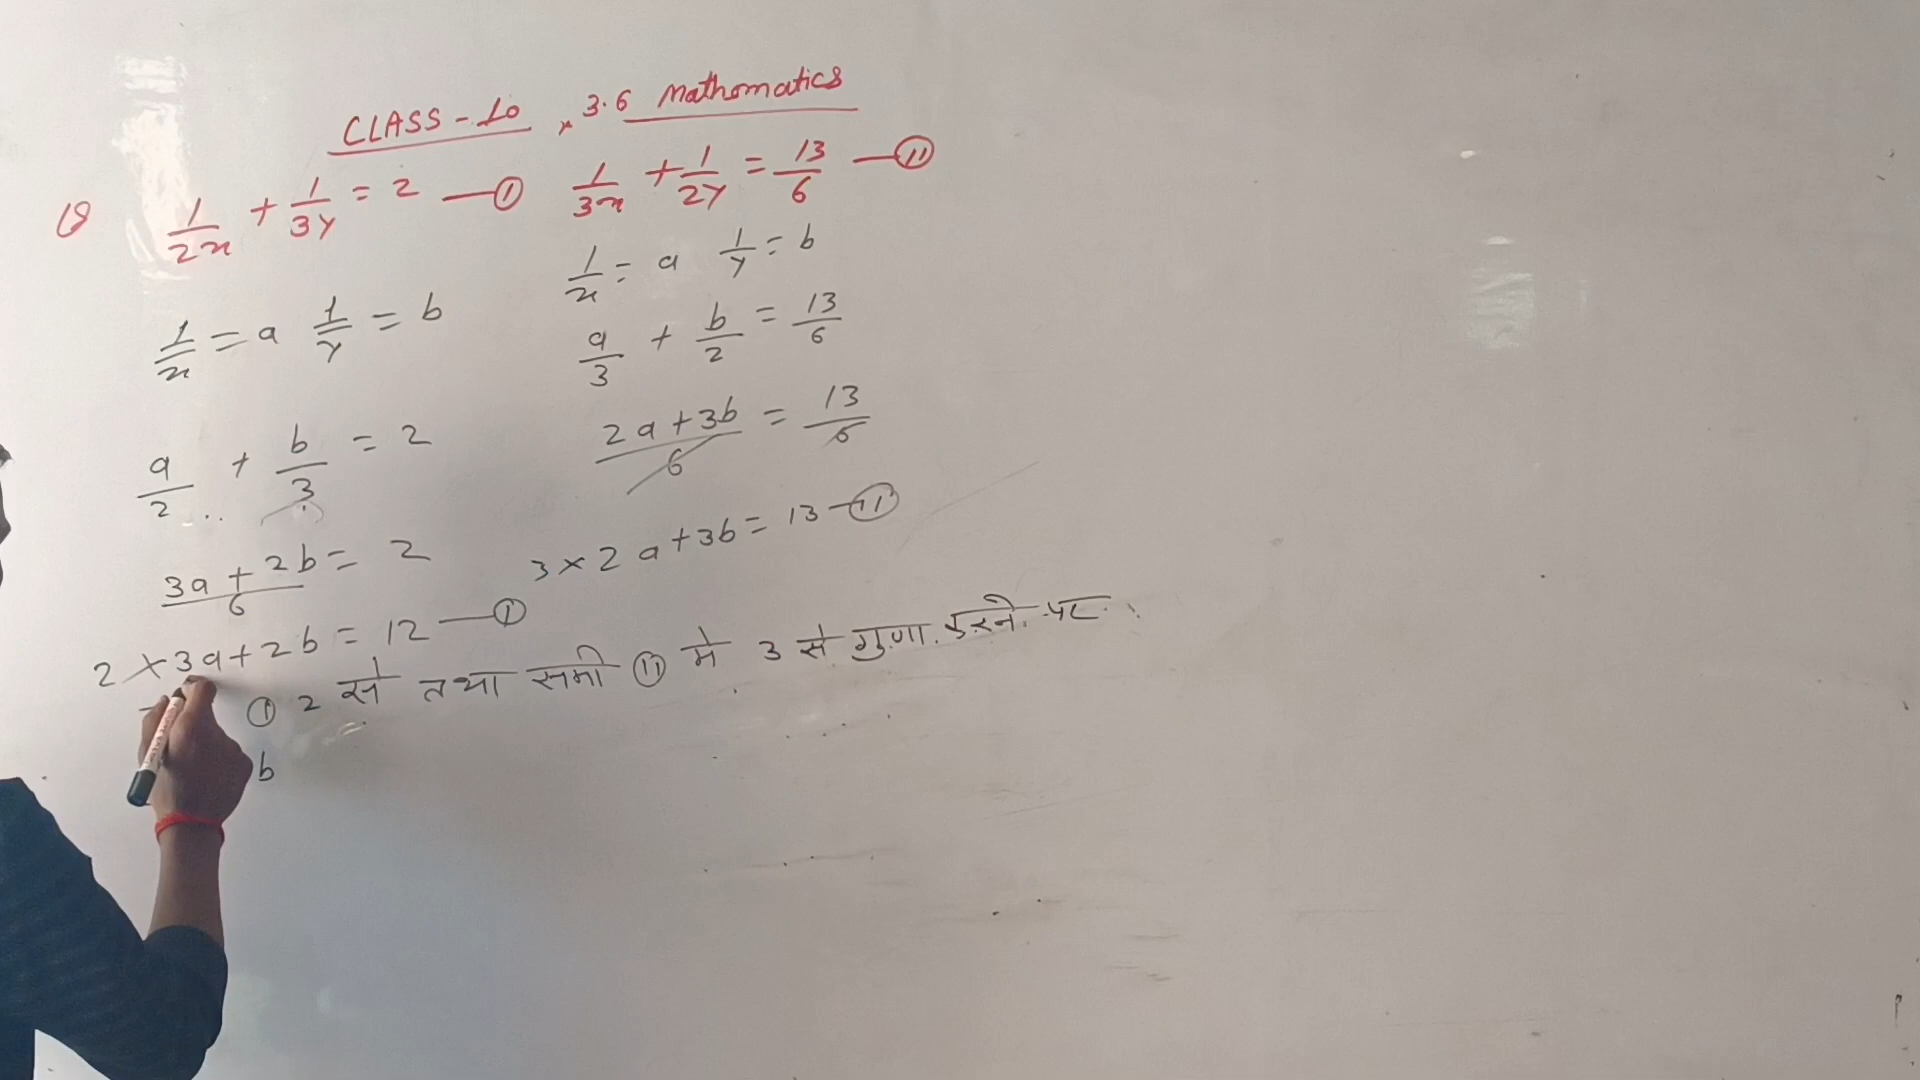 CLASS-10 , 3.6 Mathomatics
Q 1/2x + 1/3y = 2 —① 1/3x + 1/2y = 13/6 —⑪
1/x = a 1/y = b
1/x = a 1/y = b
a/3 + b/2 = 13/6
a/2 + b/3 = 2
2a+3b/6 = 13/6
3a+2b/6 = 2
3×2a+3b = 13 —⑪
2×3a+2b = 12 —①
① 2 से तथा समी ⑪ मे 3 से गुणा करने पर
b